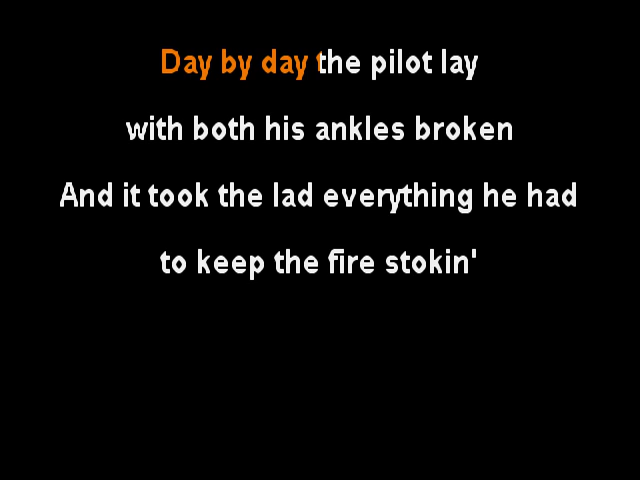 Day by day the pilot lay
with both his ankles broken
And it took the lad everything he had
to keep the fire stokin'